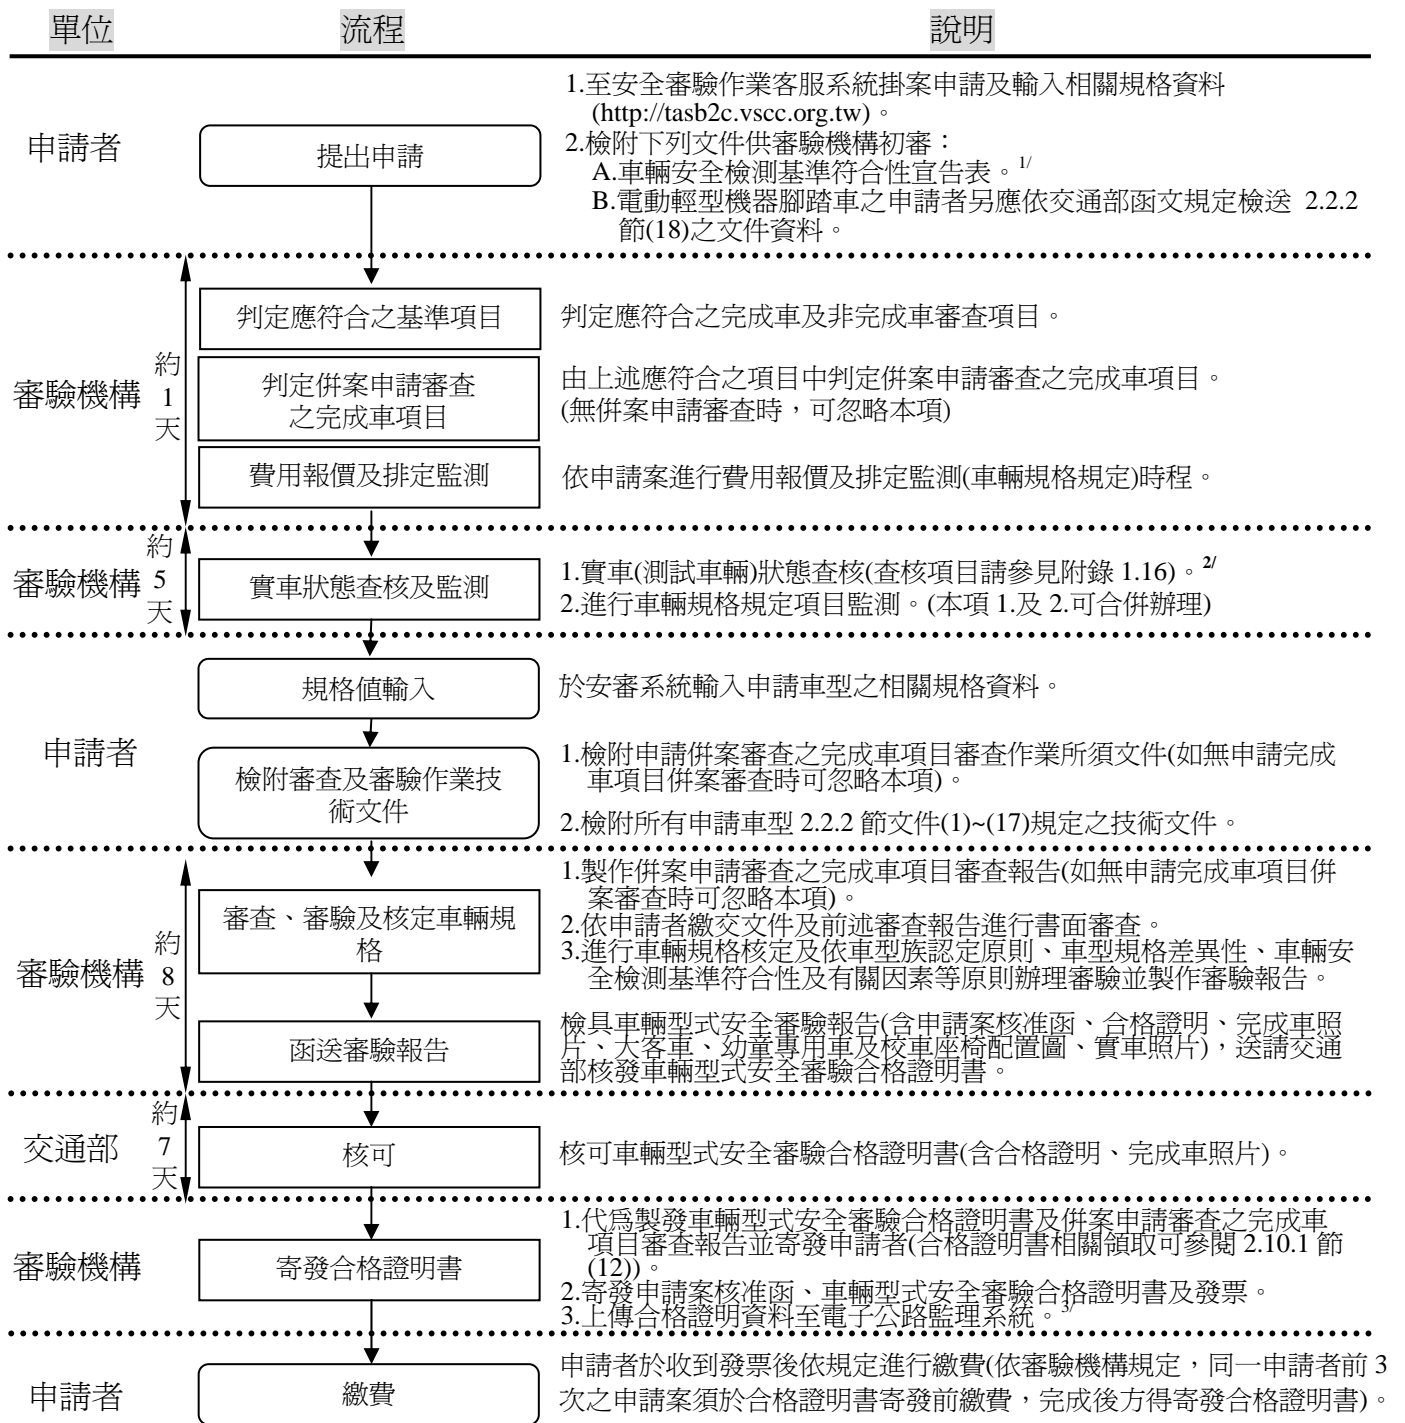 單位 流程 說明
申請者
提出申請
1.至安全審驗作業客服系統掛案申請及輸入相關規格資料
(http://tasb2c.vscc.org.tw)。
2.檢附下列文件供審驗機構初審：
A.車輛安全檢測基準符合性宣告表。1/
B.電動輕型機器腳踏車之申請者另應依交通部函文規定檢送 2.2.2
節(18)之文件資料。
審驗機構
約
1
天
判定應符合之基準項目
判定應符合之完成車及非完成車審查項目。
判定併案申請審查
之完成車項目
由上述應符合之項目中判定併案申請審查之完成車項目。
(無併案申請審查時，可忽略本項)
費用報價及排定監測
依申請案進行費用報價及排定監測(車輛規格規定)時程。
審驗機構
約
5
天
實車狀態查核及監測
1.實車(測試車輛)狀態查核(查核項目請參見附錄 1.16)。2/
2.進行車輛規格規定項目監測。(本項 1.及 2.可合併辦理)
申請者
規格值輸入
於安審系統輸入申請車型之相關規格資料。
檢附審查及審驗作業技
術文件
1.檢附申請併案審查之完成車項目審查作業所須文件(如無申請完成
車項目併案審查時可忽略本項)。
2.檢附所有申請車型 2.2.2 節文件(1)~(17)規定之技術文件。
審驗機構
約
8
天
審查、審驗及核定車輛規
格
1.製作併案申請審查之完成車項目審查報告(如無申請完成車項目併
案審查時可忽略本項)。
2.依申請者繳交文件及前述審查報告進行書面審查。
3.進行車輛規格核定及依車型族認定原則、車型規格差異性、車輛安
全檢測基準符合性及有關因素等原則辦理審驗並製作審驗報告。
函送審驗報告
檢具車輛型式安全審驗報告(含申請案核准函、合格證明、完成車照
片、大客車、幼童專用車及校車座椅配置圖、實車照片)，送請交通
部核發車輛型式安全審驗合格證明書。
交通部
約
7
天
核可
核可車輛型式安全審驗合格證明書(含合格證明、完成車照片)。
審驗機構
寄發合格證明書
1.代為製發車輛型式安全審驗合格證明書及併案申請審查之完成車
項目審查報告並寄發申請者(合格證明書相關領取可參閱 2.10.1 節
(12))。
2.寄發申請案核准函、車輛型式安全審驗合格證明書及發票。
3.上傳合格證明資料至電子公路監理系統。3/
申請者
繳費
申請者於收到發票後依規定進行繳費(依審驗機構規定，同一申請者前 3
次之申請案須於合格證明書寄發前繳費，完成後方得寄發合格證明書)。